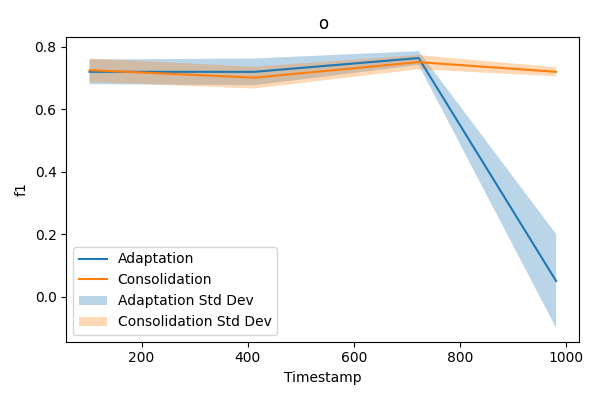 o
0.8
0.6
0.4
0.2
0.0
f1
Adaptation
Consolidation
Adaptation Std Dev
Consolidation Std Dev
200 400 600 800 1000
Timestamp